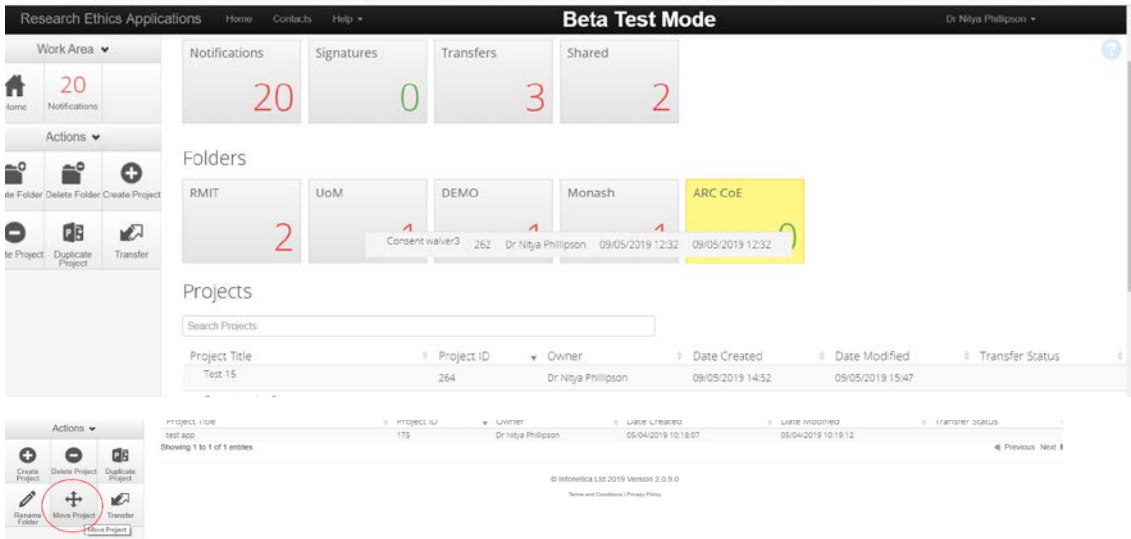 Research Ethics Applications Home Contacts Help Beta Test Mode Dr Nitya Phillipson
Work Area
Home
20
Notifications
Actions
Delete Folder Create Project
Duplicate Project
Transfer
Notifications
20
Signatures
0
Transfers
3
Shared
2
Folders
RMIT
2
UoM
DEMO
Monash
ARC CoE
Consent waiver3 262 Dr Nitya Phillipson 09/05/2019 12:32 09/05/2019 12:32
Projects
Search Projects
Project Title Project ID Owner Date Created Date Modified Transfer Status
Test 15 264 Dr Nitya Phillipson 09/05/2019 14:52 09/05/2019 15:47
Actions
Create Project
Delete Project
Duplicate Project
Rename Folder
Move Project
Transfer
Move Project
Project Title Project ID Owner Date Created Date Modified Transfer Status
test app 175 Dr Nitya Phillipson 05/04/2019 10:18:07 05/04/2019 10:19:12
Showing 1 to 1 of 1 entries
Previous Next
© Infonetica Ltd 2019 Version 2.0.9.0
Terms and Conditions | Privacy Policy